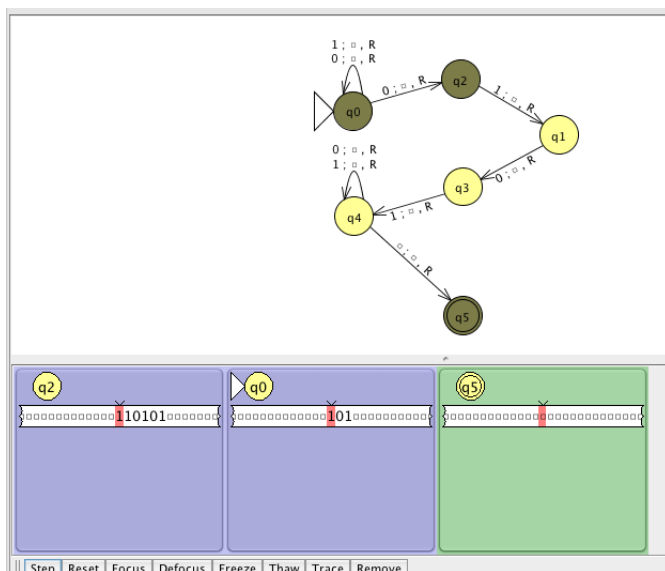 1 ; □ , R
0 ; □ , R
q2
0 ; □ , R
q0
1 ; □ , R
q1
0 ; □ , R
1 ; □ , R
0 ; □ , R
q3
1 ; □ , R
q4
□ ; □ , R
q5
q2
q0
q5
□□□□□□□□□□□□110101□□□□□□□
□□□□□□□□□□□□101□□□□□□□□□□
□□□□□□□□□□□□□□□□□□□□□□□□□
Step Reset Focus Defocus Freeze Thaw Trace Remove